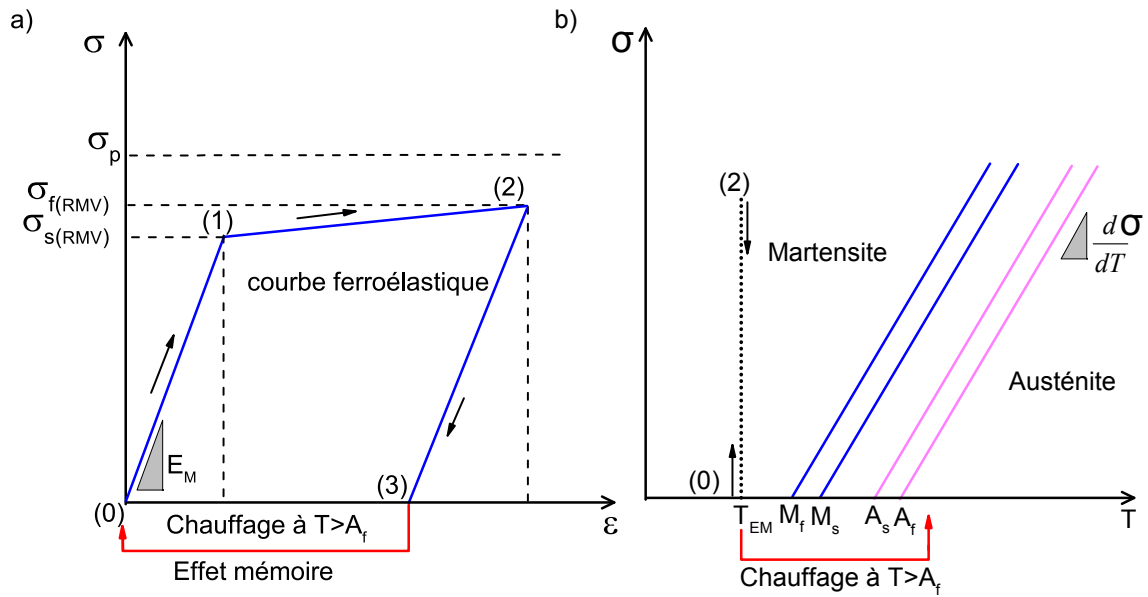 a)
σ
σp
σf(RMV)
σs(RMV)
(1)
(2)
courbe ferroélastique
EM
(0)
(3)
ε
Chauffage à T>Af
Effet mémoire
b)
σ
(2)
Martensite
dσ
dT
Austénite
(0)
TEM Mf Ms As Af T
Chauffage à T>Af